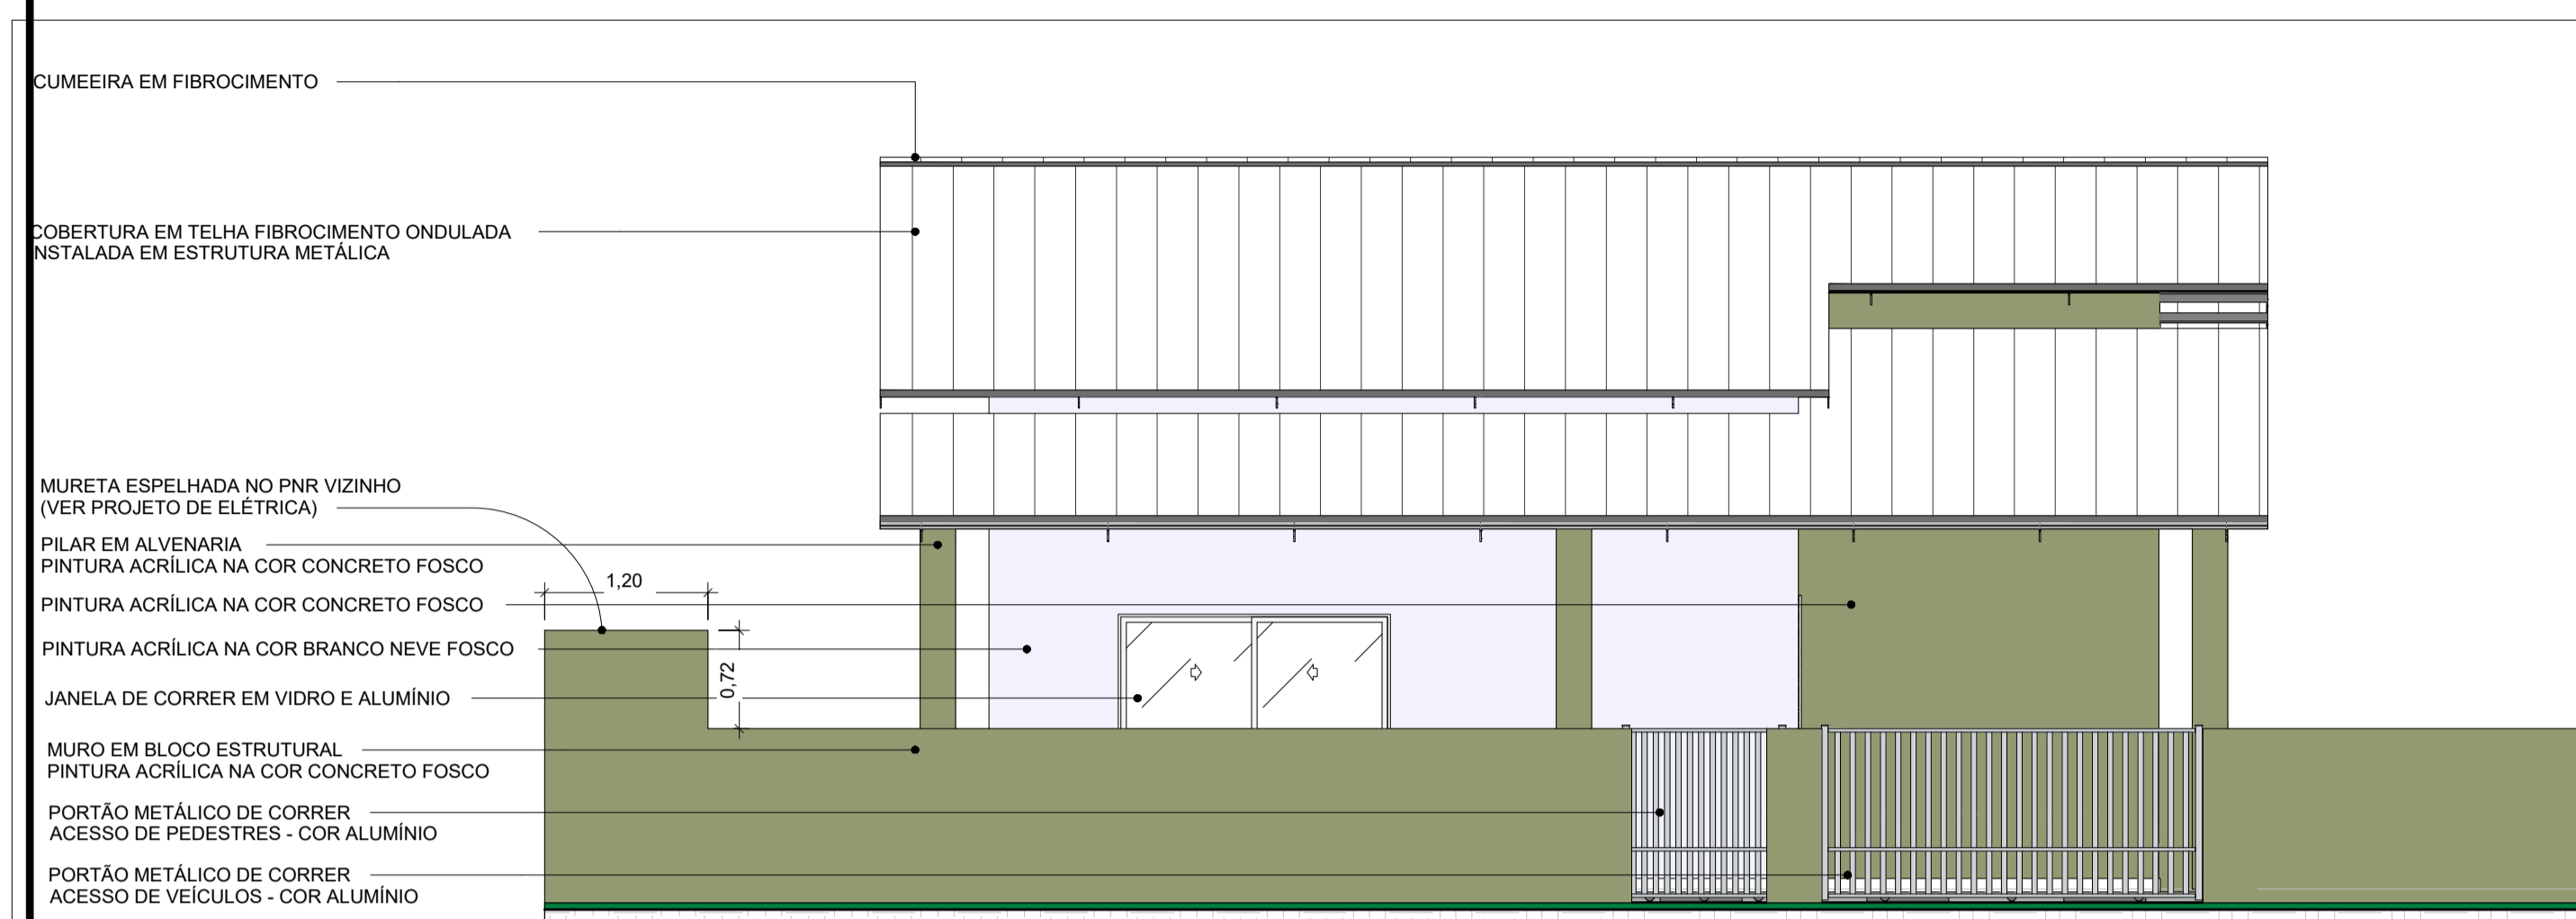 CUMEEIRA EM FIBROCIMENTO
COBERTURA EM TELHA FIBROCIMENTO ONDULADA
NSTALADA EM ESTRUTURA METÁLICA
MURETA ESPELHADA NO PNR VIZINHO
(VER PROJETO DE ELÉTRICA)
PILAR EM ALVENARIA
PINTURA ACRÍLICA NA COR CONCRETO FOSCO
1,20
PINTURA ACRÍLICA NA COR CONCRETO FOSCO
PINTURA ACRÍLICA NA COR BRANCO NEVE FOSCO
0,72
JANELA DE CORRER EM VIDRO E ALUMÍNIO
MURO EM BLOCO ESTRUTURAL
PINTURA ACRÍLICA NA COR CONCRETO FOSCO
PORTÃO METÁLICO DE CORRER
ACESSO DE PEDESTRES - COR ALUMÍNIO
PORTÃO METÁLICO DE CORRER
ACESSO DE VEÍCULOS - COR ALUMÍNIO